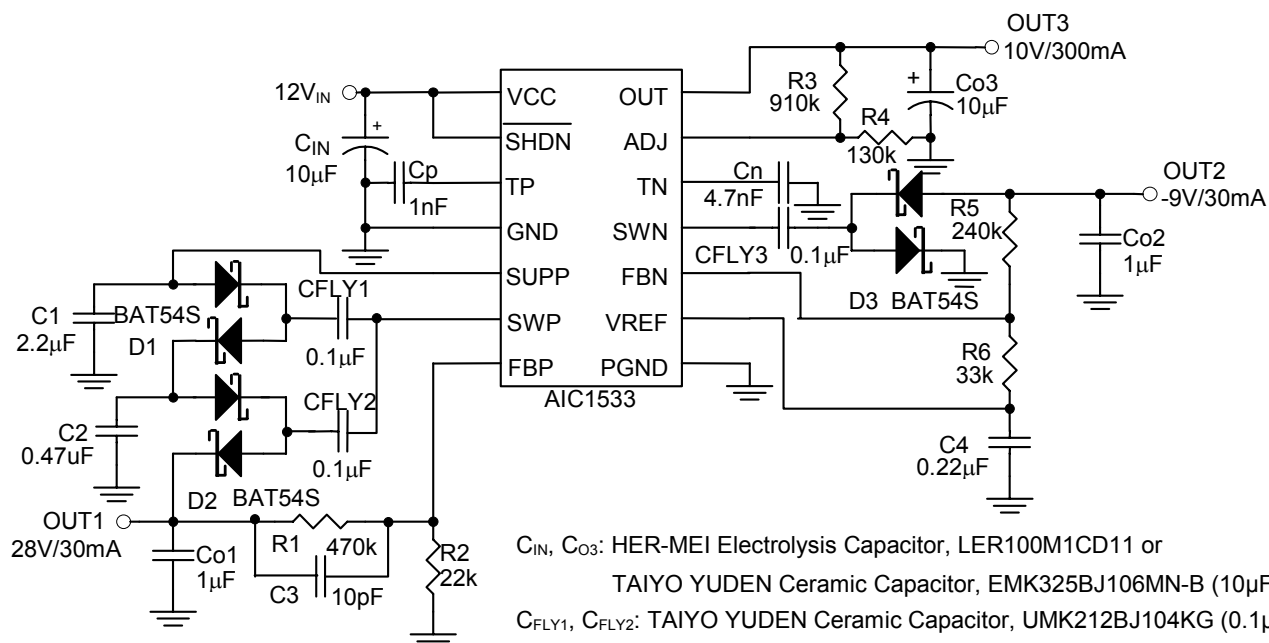 OUT3
10V/300mA
12VIN
VCC
OUT
R3
910k
+
Co3
10µF
CIN
+
10µF
SHDN
ADJ
R4
130k
Cp
1nF
TP
TN
Cn
4.7nF
OUT2
-9V/30mA
GND
SWN
CFLY3
0.1µF
R5
240k
Co2
1µF
SUPP
FBN
D3 BAT54S
C1
2.2µF
BAT54S
D1
CFLY1
0.1µF
SWP
VREF
R6
33k
FBP
PGND
AIC1533
C2
0.47uF
CFLY2
0.1µF
C4
0.22µF
D2 BAT54S
OUT1
28V/30mA
Co1
1µF
R1
470k
C3
10pF
R2
22k
CIN, CO3: HER-MEI Electrolysis Capacitor, LER100M1CD11 or
TAIYO YUDEN Ceramic Capacitor, EMK325BJ106MN-B (10µF
CFLY1, CFLY2: TAIYO YUDEN Ceramic Capacitor, UMK212BJ104KG (0.1µ